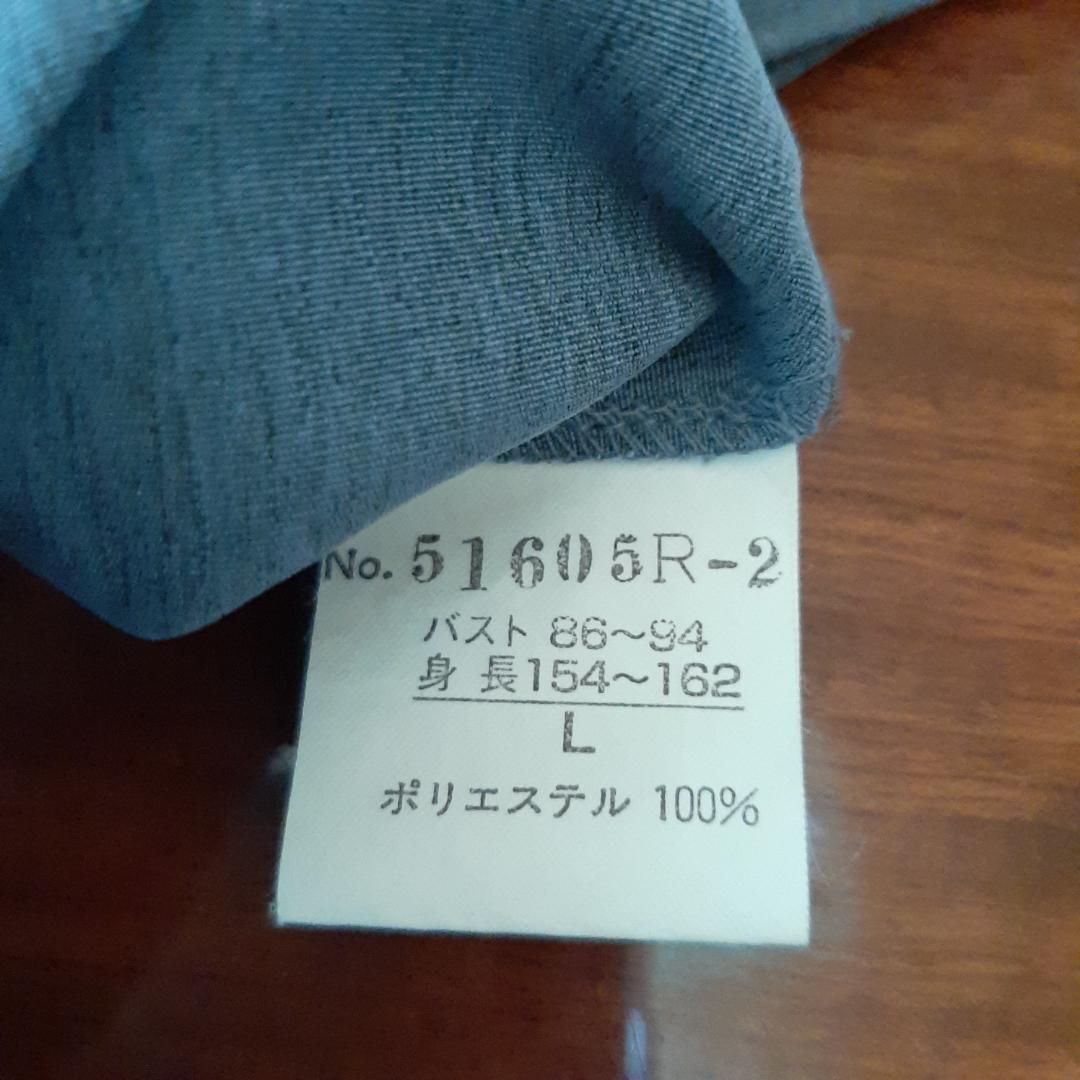 No. 51605R-2
バスト 86〜94
身 長154〜162
L
ポリエステル 100%